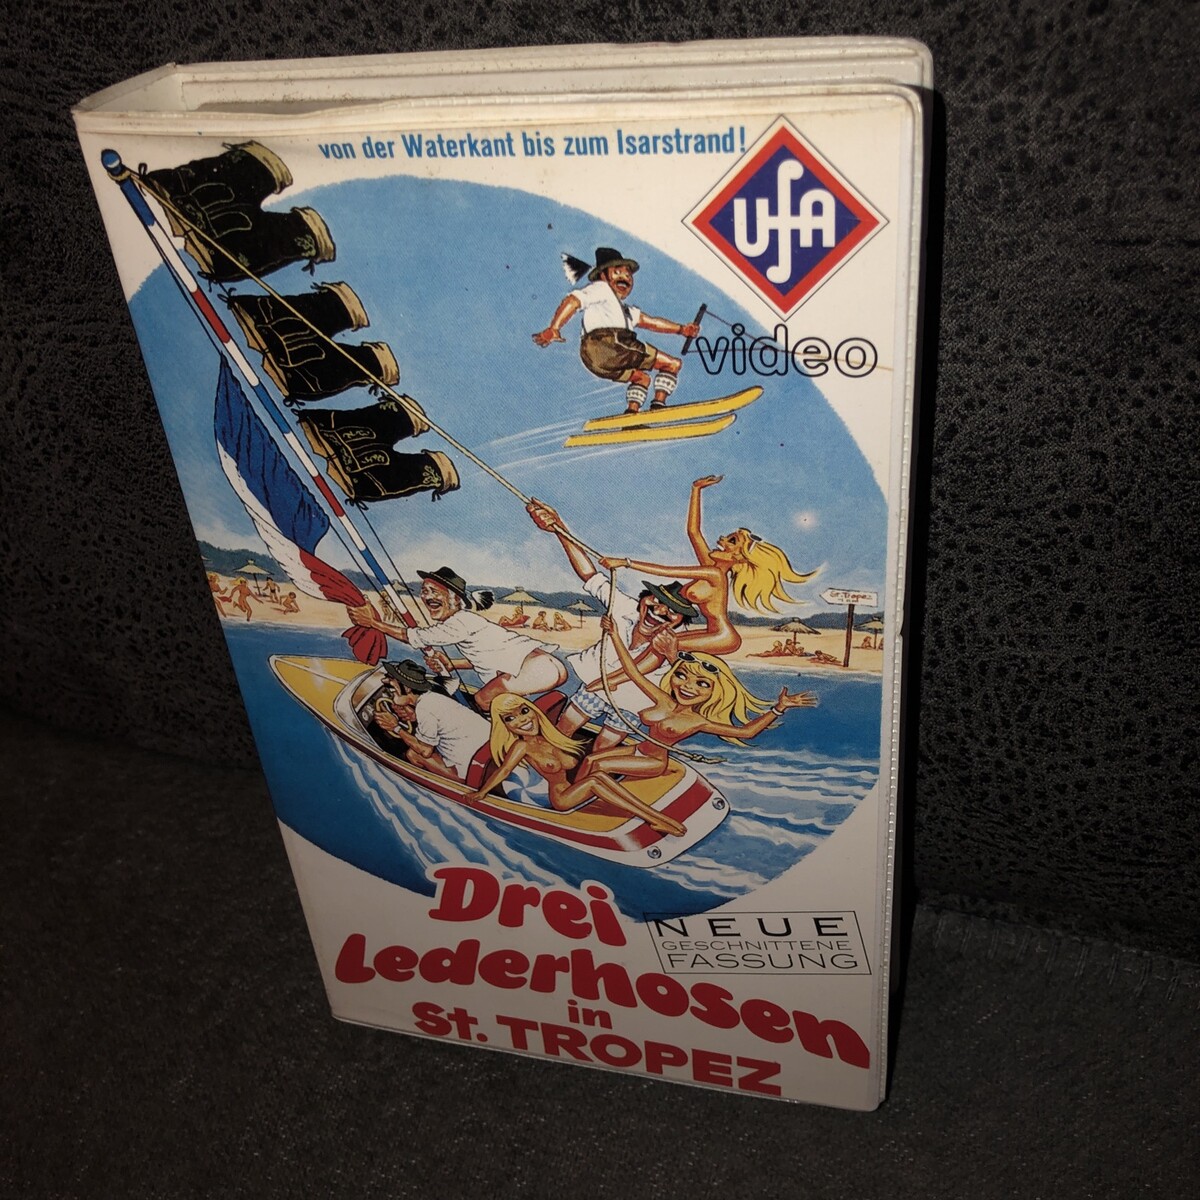 von der Waterkant bis zum Isarstrand!
UfA
video
St. Tropez
Drei
Lederhosen
in
St. TROPEZ
NEUE
GESCHNITTENE
FASSUNG